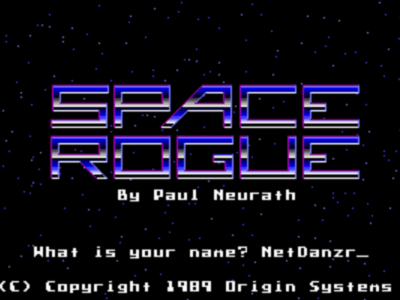 SPACE
ROGUE
By Paul Neurath
What is your name? NetDanzr_
(C) Copyright 1989 Origin Systems